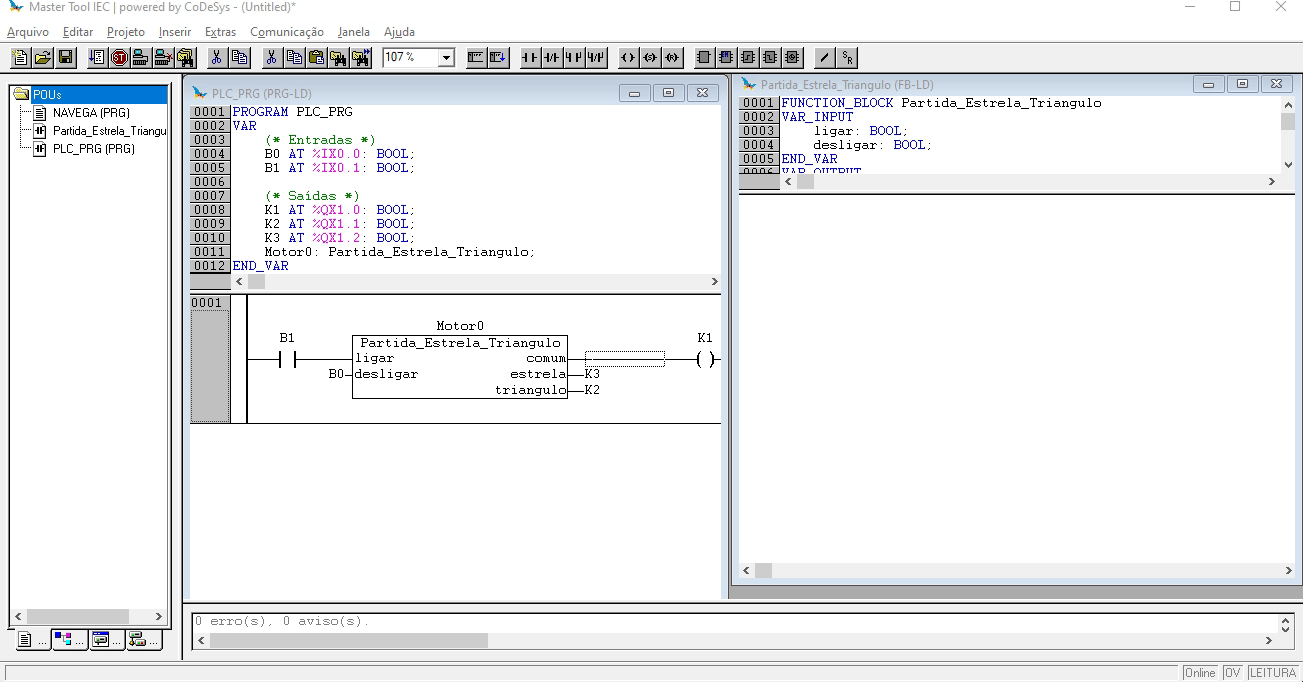 Master Tool IEC | powered by CoDeSys - (Untitled)*
Arquivo Editar Projeto Inserir Extras Comunicação Janela Ajuda
107 %
POUs
NAVEGA (PRG)
Partida_Estrela_Triangu
PLC_PRG (PRG)
... ... ... ...
PLC_PRG (PRG-LD)
0001 PROGRAM PLC_PRG
0002 VAR
0003 (* Entradas *)
0004 B0 AT %IX0.0: BOOL;
0005 B1 AT %IX0.1: BOOL;
0006
0007 (* Saídas *)
0008 K1 AT %QX1.0: BOOL;
0009 K2 AT %QX1.1: BOOL;
0010 K3 AT %QX1.2: BOOL;
0011 Motor0: Partida_Estrela_Triangulo;
0012 END_VAR
0001
Motor0
B1 K1
Partida_Estrela_Triangulo
ligar comum
B0 desligar estrela K3
triangulo K2
Partida_Estrela_Triangulo (FB-LD)
0001 FUNCTION_BLOCK Partida_Estrela_Triangulo
0002 VAR_INPUT
0003 ligar: BOOL;
0004 desligar: BOOL;
0005 END_VAR
0006 VAR_OUTPUT
0 erro(s), 0 aviso(s).
Online OV LEITURA